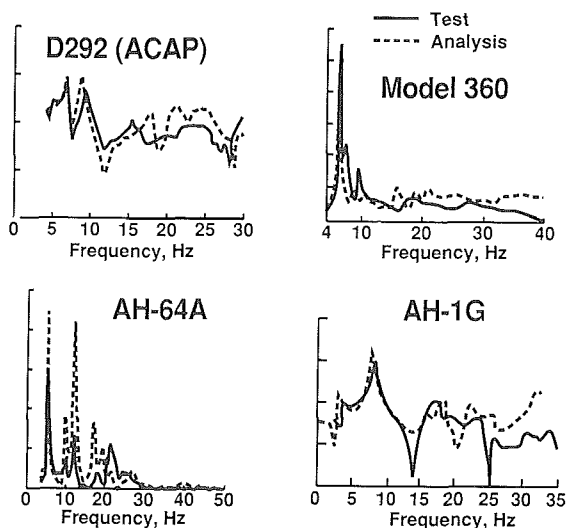 D292 (ACAP)
0 5 10 15 20 25 30
Frequency, Hz
Test
Analysis
Model 360
4 10 20 30 40
Frequency, Hz
AH-64A
0 10 20 30 40 50
Frequency, Hz
AH-1G
0 5 10 15 20 25 30 35
Frequency, Hz